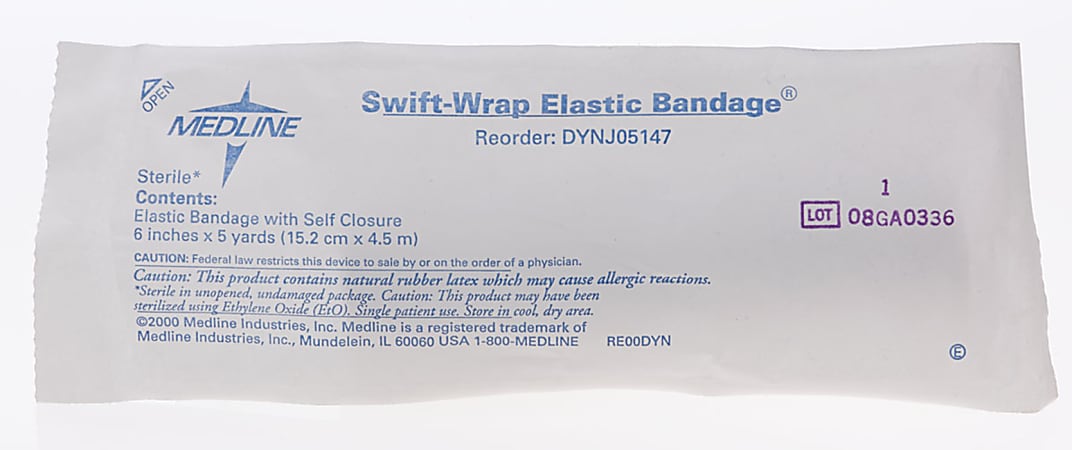 OPEN
MEDLINE
Swift-Wrap Elastic Bandage®
Reorder: DYNJ05147
Sterile*
Contents:
Elastic Bandage with Self Closure
6 inches x 5 yards (15.2 cm x 4.5 m)
CAUTION: Federal law restricts this device to sale by or on the order of a physician.
Caution: This product contains natural rubber latex which may cause allergic reactions.
*Sterile in unopened, undamaged package. Caution: This product may have been
sterilized using Ethylene Oxide (EtO). Single patient use. Store in cool, dry area.
©2000 Medline Industries, Inc. Medline is a registered trademark of
Medline Industries, Inc., Mundelein, IL 60060 USA 1-800-MEDLINE RE00DYN
1
LOT 08GA0336
Ⓔ